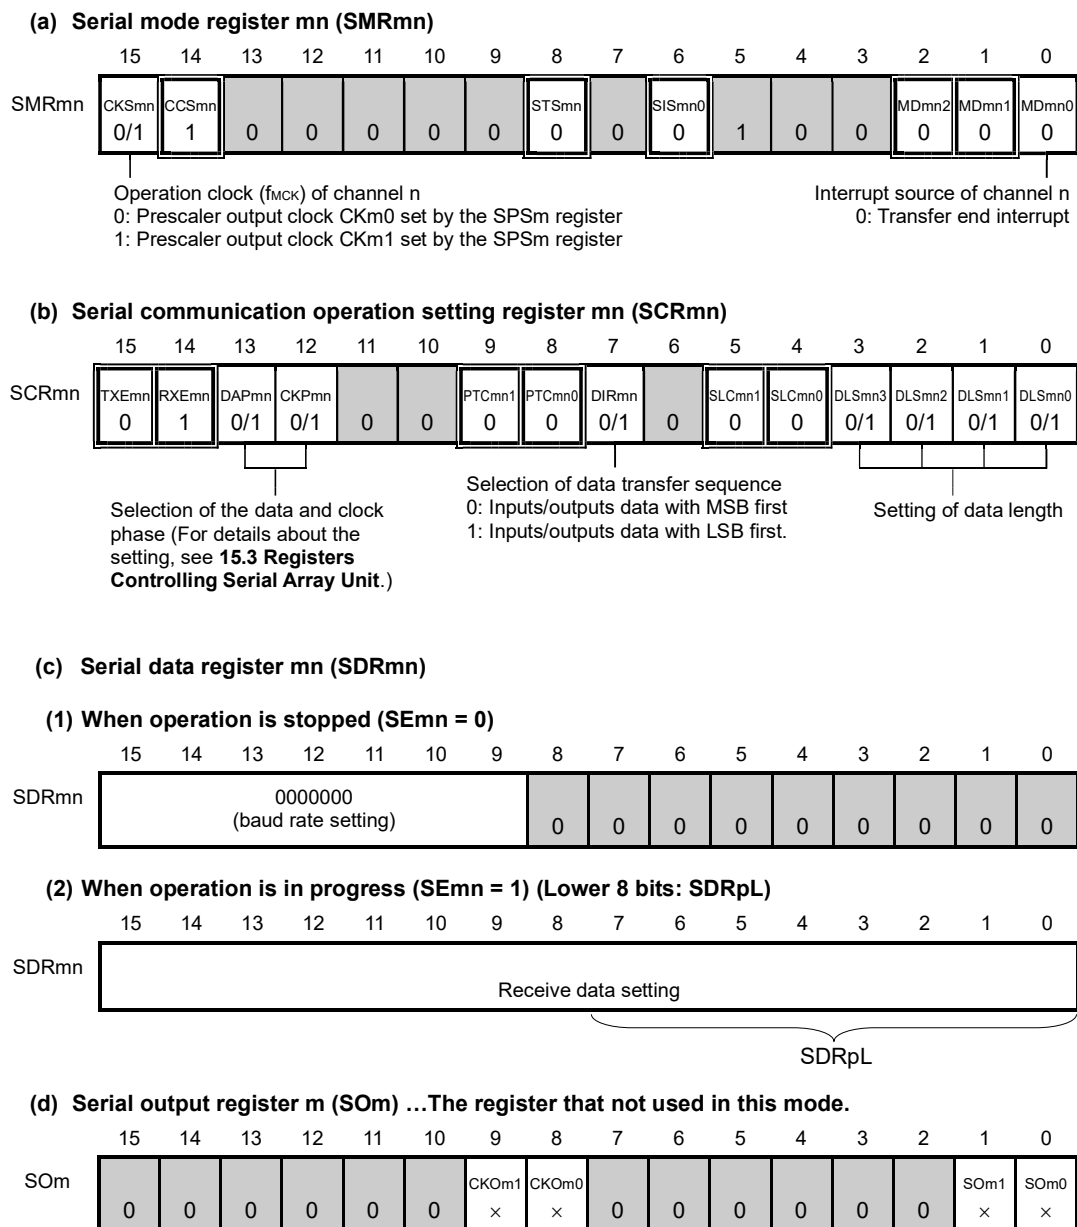 (a) Serial mode register mn (SMRmn)
15 14 13 12 11 10 9 8 7 6 5 4 3 2 1 0
SMRmn CKSmn CCSmn STSmn SISmn0 MDmn2 MDmn1 MDmn0
0/1 1 0 0 0 0 0 0 0 0 1 0 0 0 0 0
Operation clock (fMCK) of channel n
0: Prescaler output clock CKm0 set by the SPSm register
1: Prescaler output clock CKm1 set by the SPSm register
Interrupt source of channel n
0: Transfer end interrupt
(b) Serial communication operation setting register mn (SCRmn)
15 14 13 12 11 10 9 8 7 6 5 4 3 2 1 0
SCRmn TXEmn RXEmn DAPmn CKPmn PTCmn1 PTCmn0 DIRmn SLCmn1 SLCmn0 DLSmn3 DLSmn2 DLSmn1 DLSmn0
0 1 0/1 0/1 0 0 0 0 0/1 0 0 0 0/1 0/1 0/1 0/1
Selection of the data and clock
phase (For details about the
setting, see 15.3 Registers
Controlling Serial Array Unit.)
Selection of data transfer sequence
0: Inputs/outputs data with MSB first
1: Inputs/outputs data with LSB first.
Setting of data length
(c) Serial data register mn (SDRmn)
(1) When operation is stopped (SEmn = 0)
15 14 13 12 11 10 9 8 7 6 5 4 3 2 1 0
SDRmn 0000000
(baud rate setting)
0 0 0 0 0 0 0 0 0
(2) When operation is in progress (SEmn = 1) (Lower 8 bits: SDRpL)
15 14 13 12 11 10 9 8 7 6 5 4 3 2 1 0
SDRmn
Receive data setting
SDRpL
(d) Serial output register m (SOm) …The register that not used in this mode.
15 14 13 12 11 10 9 8 7 6 5 4 3 2 1 0
SOm CKOm1 CKOm0 SOm1 SOm0
0 0 0 0 0 0 × × 0 0 0 0 0 0 × ×